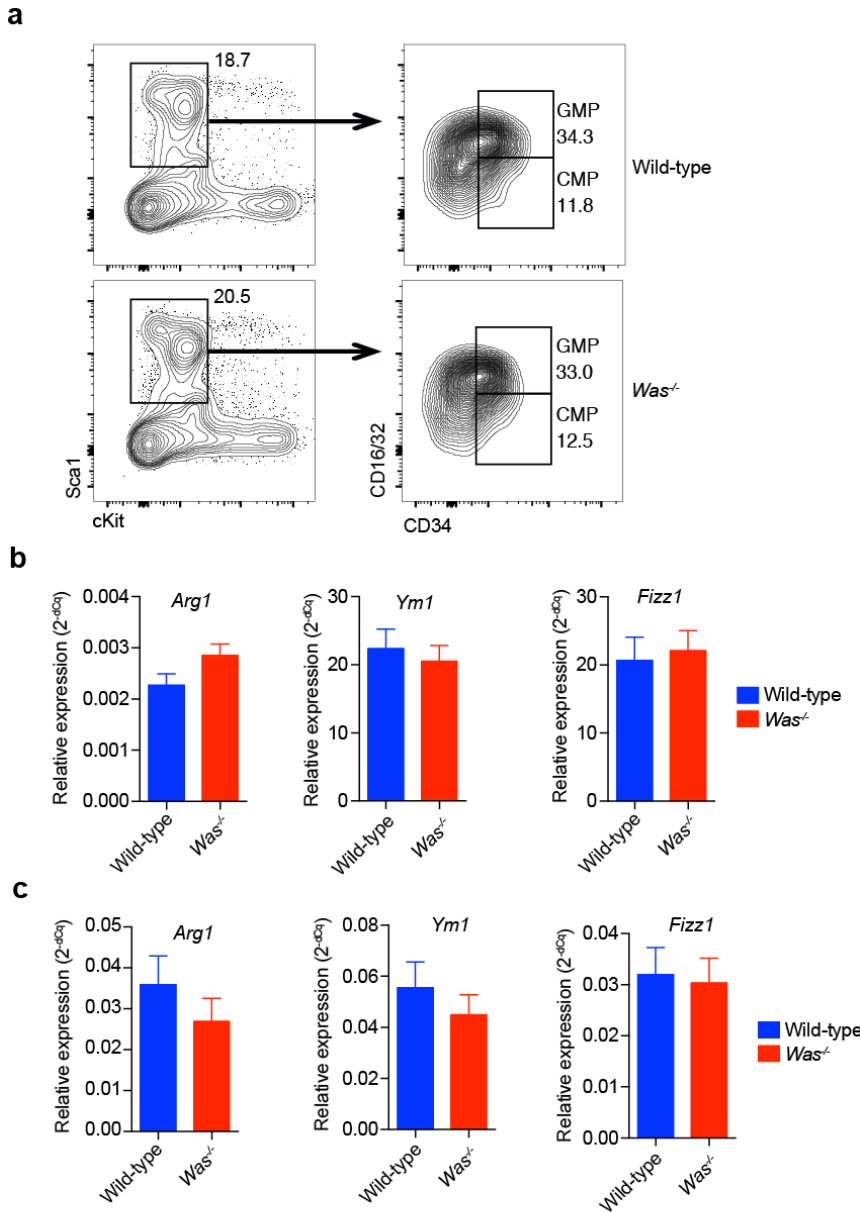 a
18.7
GMP
34.3
CMP
11.8
Wild-type
20.5
GMP
33.0
CMP
12.5
Was-/-
Sca1
cKit
CD16/32
CD34
b
Relative expression (2-dCq)
0.004
0.003
0.002
0.001
0.000
Arg1
Wild-type
Was-/-
Relative expression (2-dCq)
30
20
10
0
Ym1
Wild-type
Was-/-
Relative expression (2-dCq)
30
20
10
0
Fizz1
Wild-type
Was-/-
Wild-type
Was-/-
c
Relative expression (2-dCq)
0.05
0.04
0.03
0.02
0.01
0.00
Arg1
Wild-type
Was-/-
Relative expression (2-dCq)
0.08
0.06
0.04
0.02
0.00
Ym1
Wild-type
Was-/-
Relative expression (2-dCq)
0.04
0.03
0.02
0.01
0.00
Fizz1
Wild-type
Was-/-
Wild-type
Was-/-